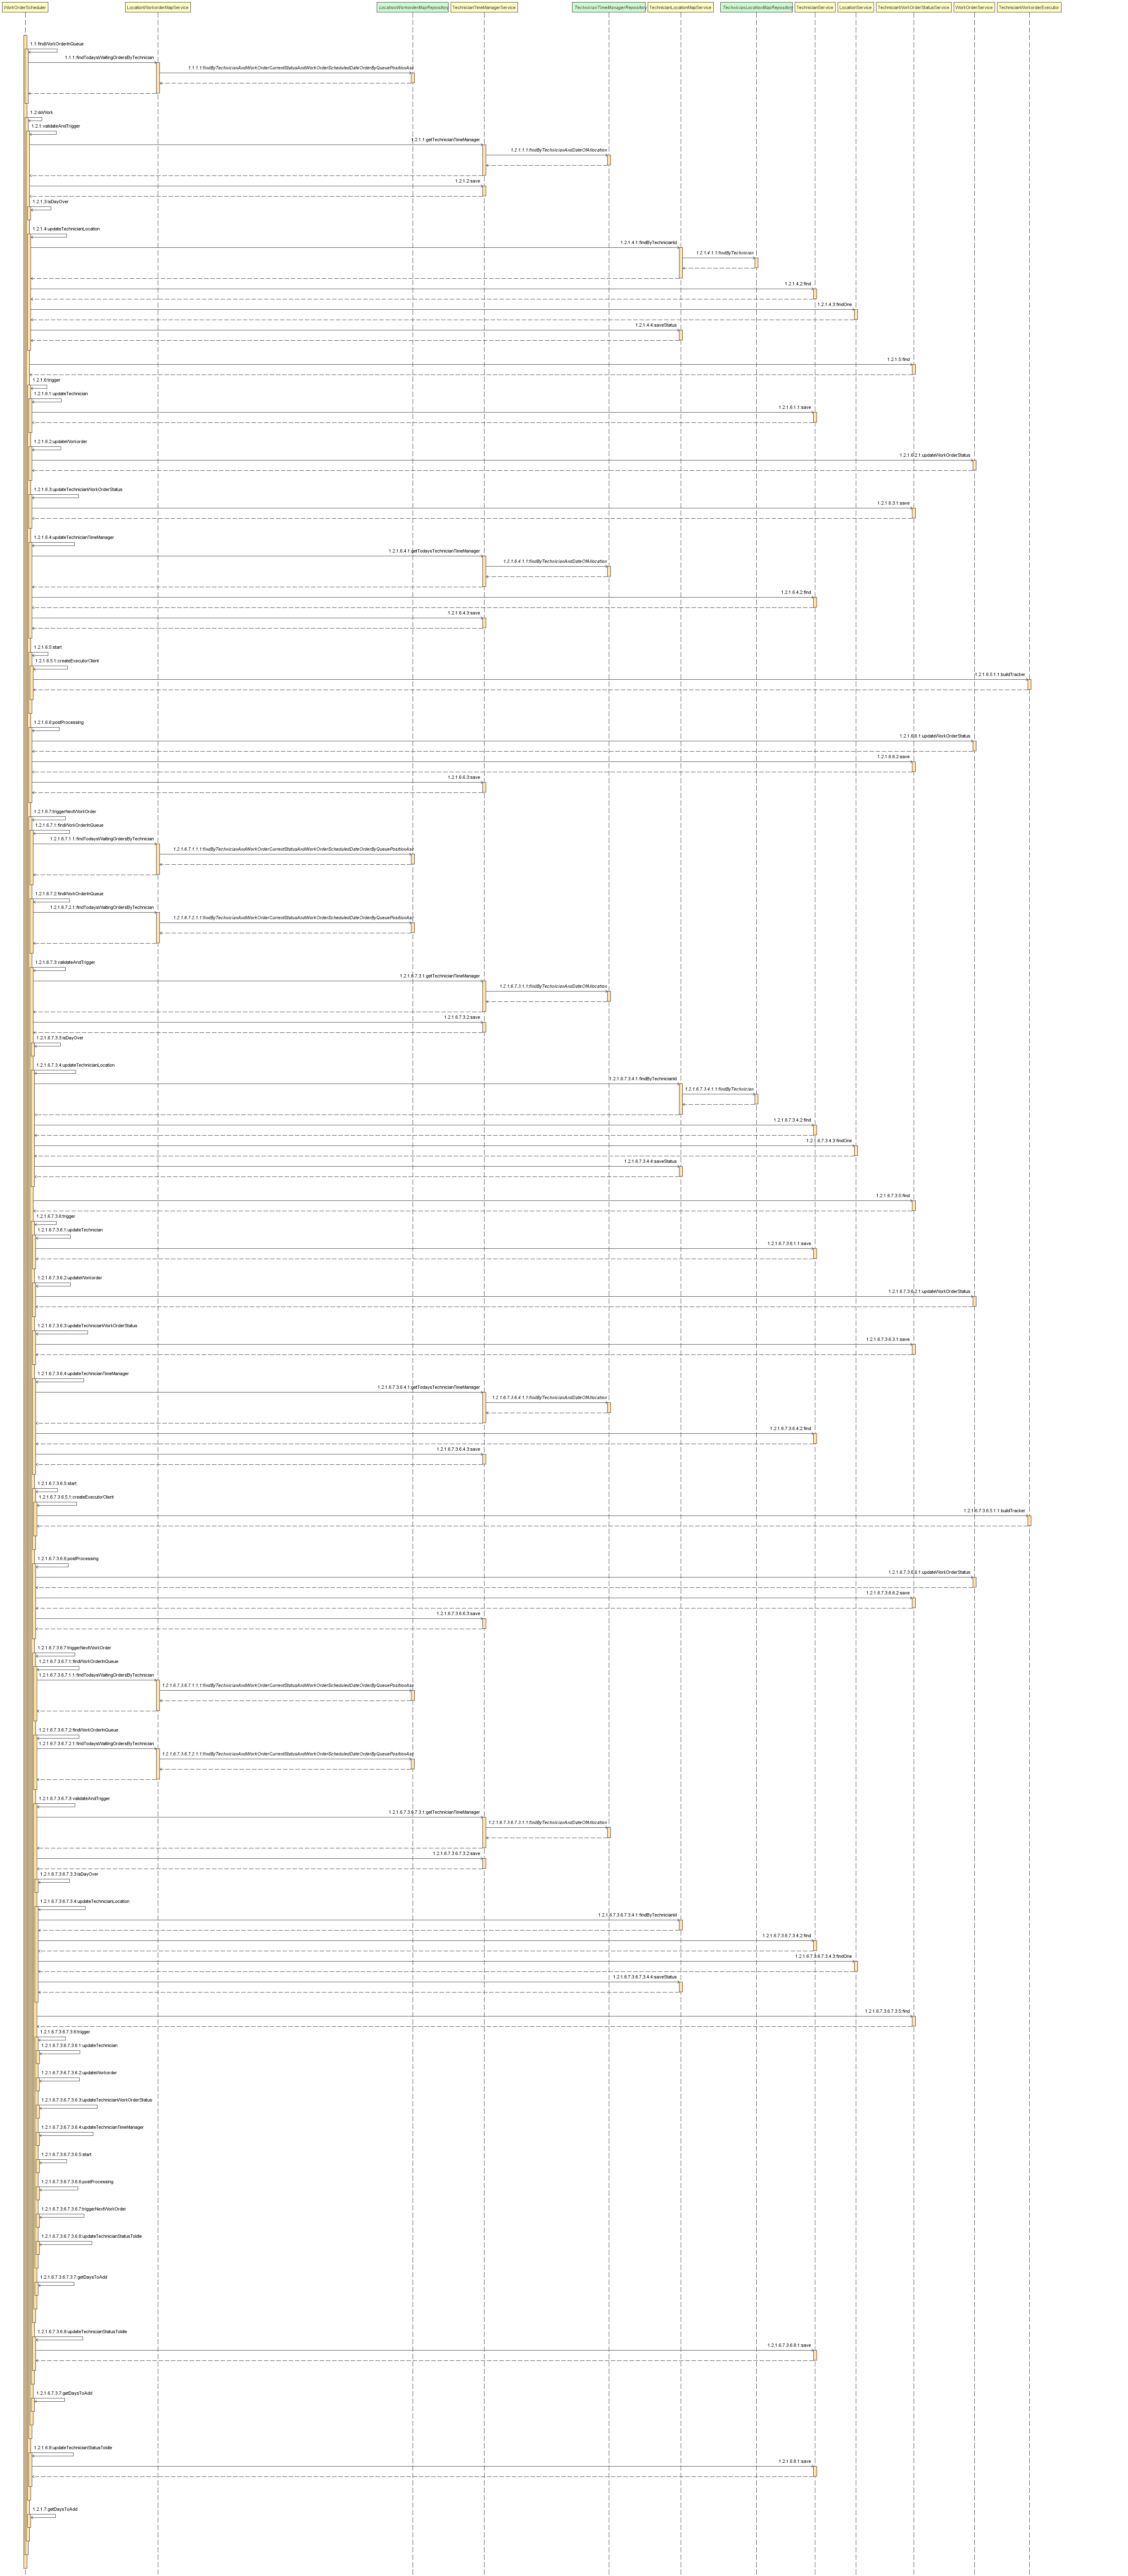 WorkOrderScheduler
LocationWorkorderMapService
LocationWorkorderMapRepository
TechnicianTimeManagerService
TechnicianTimeManagerRepository
TechnicianLocationMapService
TechnicianLocationMapRepository
TechnicianService
LocationService
TechnicianWorkOrderStatusService
WorkOrderService
TechnicianWorkorderExecutor
1.1:findWorkOrderInQueue
1.1.1:findTodaysWaitingOrdersByTechnician
1.1.1.1:findByTechnicianAndWorkOrderCurrentStatusAndWorkOrderScheduledDateOrderByQueuePositionAsc
1.2:doWork
1.2.1:validateAndTrigger
1.2.1.1:getTechnicianTimeManager
1.2.1.1.1:findByTechnicianAndDateOfAllocation
1.2.1.2:save
1.2.1.3:isDayOver
1.2.1.4:updateTechnicianLocation
1.2.1.4.1:findByTechnicianId
1.2.1.4.1.1:findByTechnician
1.2.1.4.2:find
1.2.1.4.3:findOne
1.2.1.4.4:saveStatus
1.2.1.5:find
1.2.1.6:trigger
1.2.1.6.1:updateTechnician
1.2.1.6.1.1:save
1.2.1.6.2:updateWorkorder
1.2.1.6.2.1:updateWorkOrderStatus
1.2.1.6.3:updateTechnicianWorkOrderStatus
1.2.1.6.3.1:save
1.2.1.6.4:updateTechnicianTimeManager
1.2.1.6.4.1:getTodaysTechnicianTimeManager
1.2.1.6.4.1.1:findByTechnicianAndDateOfAllocation
1.2.1.6.4.2:find
1.2.1.6.4.3:save
1.2.1.6.5:start
1.2.1.6.5.1:createExecutorClient
1.2.1.6.5.1.1:buildTracker
1.2.1.6.6:postProcessing
1.2.1.6.6.1:updateWorkOrderStatus
1.2.1.6.6.2:save
1.2.1.6.6.3:save
1.2.1.6.7:triggerNextWorkOrder
1.2.1.6.7.1:findWorkOrderInQueue
1.2.1.6.7.1.1:findTodaysWaitingOrdersByTechnician
1.2.1.6.7.1.1.1:findByTechnicianAndWorkOrderCurrentStatusAndWorkOrderScheduledDateOrderByQueuePositionAsc
1.2.1.6.7.2:findWorkOrderInQueue
1.2.1.6.7.2.1:findTodaysWaitingOrdersByTechnician
1.2.1.6.7.2.1.1:findByTechnicianAndWorkOrderCurrentStatusAndWorkOrderScheduledDateOrderByQueuePositionAsc
1.2.1.6.7.3:validateAndTrigger
1.2.1.6.7.3.1:getTechnicianTimeManager
1.2.1.6.7.3.1.1:findByTechnicianAndDateOfAllocation
1.2.1.6.7.3.2:save
1.2.1.6.7.3.3:isDayOver
1.2.1.6.7.3.4:updateTechnicianLocation
1.2.1.6.7.3.4.1:findByTechnicianId
1.2.1.6.7.3.4.1.1:findByTechnician
1.2.1.6.7.3.4.2:find
1.2.1.6.7.3.4.3:findOne
1.2.1.6.7.3.4.4:saveStatus
1.2.1.6.7.3.5:find
1.2.1.6.7.3.6:trigger
1.2.1.6.7.3.6.1:updateTechnician
1.2.1.6.7.3.6.1.1:save
1.2.1.6.7.3.6.2:updateWorkorder
1.2.1.6.7.3.6.2.1:updateWorkOrderStatus
1.2.1.6.7.3.6.3:updateTechnicianWorkOrderStatus
1.2.1.6.7.3.6.3.1:save
1.2.1.6.7.3.6.4:updateTechnicianTimeManager
1.2.1.6.7.3.6.4.1:getTodaysTechnicianTimeManager
1.2.1.6.7.3.6.4.1.1:findByTechnicianAndDateOfAllocation
1.2.1.6.7.3.6.4.2:find
1.2.1.6.7.3.6.4.3:save
1.2.1.6.7.3.6.5:start
1.2.1.6.7.3.6.5.1:createExecutorClient
1.2.1.6.7.3.6.5.1.1:buildTracker
1.2.1.6.7.3.6.6:postProcessing
1.2.1.6.7.3.6.6.1:updateWorkOrderStatus
1.2.1.6.7.3.6.6.2:save
1.2.1.6.7.3.6.6.3:save
1.2.1.6.7.3.6.7:triggerNextWorkOrder
1.2.1.6.7.3.6.7.1:findWorkOrderInQueue
1.2.1.6.7.3.6.7.1.1:findTodaysWaitingOrdersByTechnician
1.2.1.6.7.3.6.7.1.1.1:findByTechnicianAndWorkOrderCurrentStatusAndWorkOrderScheduledDateOrderByQueuePositionAsc
1.2.1.6.7.3.6.7.2:findWorkOrderInQueue
1.2.1.6.7.3.6.7.2.1:findTodaysWaitingOrdersByTechnician
1.2.1.6.7.3.6.7.2.1.1:findByTechnicianAndWorkOrderCurrentStatusAndWorkOrderScheduledDateOrderByQueuePositionAsc
1.2.1.6.7.3.6.7.3:validateAndTrigger
1.2.1.6.7.3.6.7.3.1:getTechnicianTimeManager
1.2.1.6.7.3.6.7.3.1.1:findByTechnicianAndDateOfAllocation
1.2.1.6.7.3.6.7.3.2:save
1.2.1.6.7.3.6.7.3.3:isDayOver
1.2.1.6.7.3.6.7.3.4:updateTechnicianLocation
1.2.1.6.7.3.6.7.3.4.1:findByTechnicianId
1.2.1.6.7.3.6.7.3.4.2:find
1.2.1.6.7.3.6.7.3.4.3:findOne
1.2.1.6.7.3.6.7.3.4.4:saveStatus
1.2.1.6.7.3.6.7.3.5:find
1.2.1.6.7.3.6.7.3.6:trigger
1.2.1.6.7.3.6.7.3.6.1:updateTechnician
1.2.1.6.7.3.6.7.3.6.2:updateWorkorder
1.2.1.6.7.3.6.7.3.6.3:updateTechnicianWorkOrderStatus
1.2.1.6.7.3.6.7.3.6.4:updateTechnicianTimeManager
1.2.1.6.7.3.6.7.3.6.5:start
1.2.1.6.7.3.6.7.3.6.6:postProcessing
1.2.1.6.7.3.6.7.3.6.7:triggerNextWorkOrder
1.2.1.6.7.3.6.7.3.6.8:updateTechnicianStatusToIdle
1.2.1.6.7.3.6.7.3.7:getDaysToAdd
1.2.1.6.7.3.6.8:updateTechnicianStatusToIdle
1.2.1.6.7.3.6.8.1:save
1.2.1.6.7.3.7:getDaysToAdd
1.2.1.6.8:updateTechnicianStatusToIdle
1.2.1.6.8.1:save
1.2.1.7:getDaysToAdd